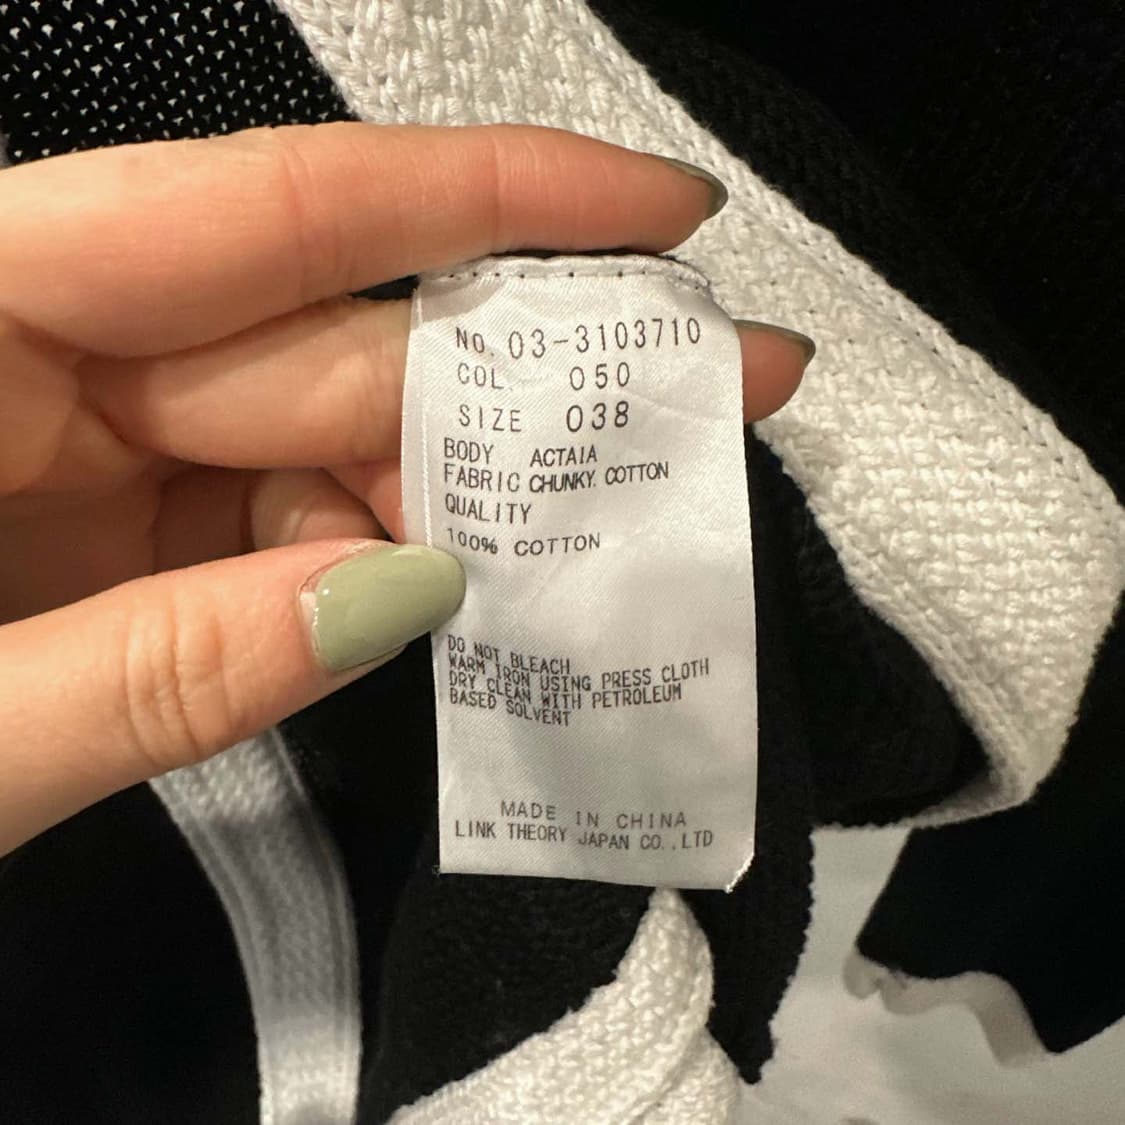 No. 03-3103710
COL. 050
SIZE 038
BODY ACTAIA
FABRIC CHUNKY. COTTON
QUALITY
100% COTTON
DO NOT BLEACH
WARM IRON USING PRESS CLOTH
DRY CLEAN WITH PETROLEUM
BASED SOLVENT
MADE IN CHINA
LINK THEORY JAPAN CO.,LTD